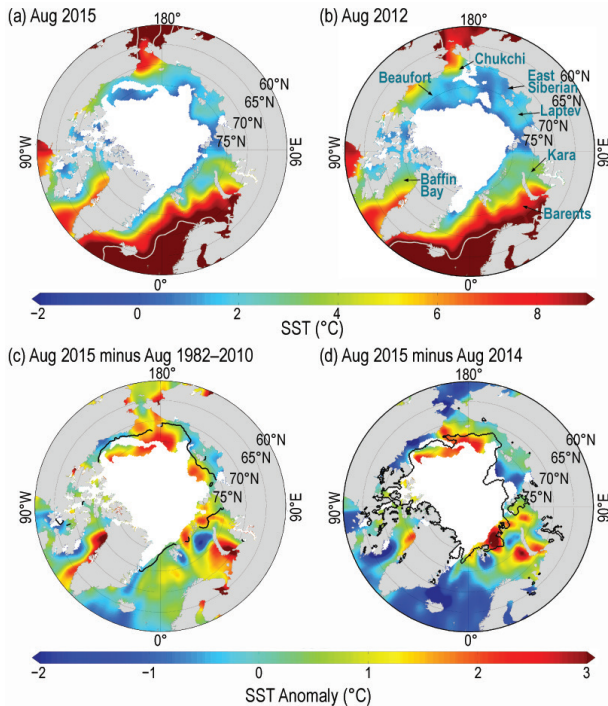 (a) Aug 2015
(b) Aug 2012
180°
180°
Chukchi
Beaufort
East
Siberian
60°N
60°N
65°N
65°N
Laptev
70°N
70°N
75°N
75°N
90°W
90°E
90°W
90°E
Kara
Baffin
Bay
Barents
0°
0°
−2 0 2 4 6 8
SST (°C)
(c) Aug 2015 minus Aug 1982–2010
(d) Aug 2015 minus Aug 2014
180°
180°
60°N
60°N
65°N
65°N
70°N
70°N
75°N
75°N
90°W
90°E
90°W
90°E
0°
0°
−2 −1 0 1 2 3
SST Anomaly (°C)